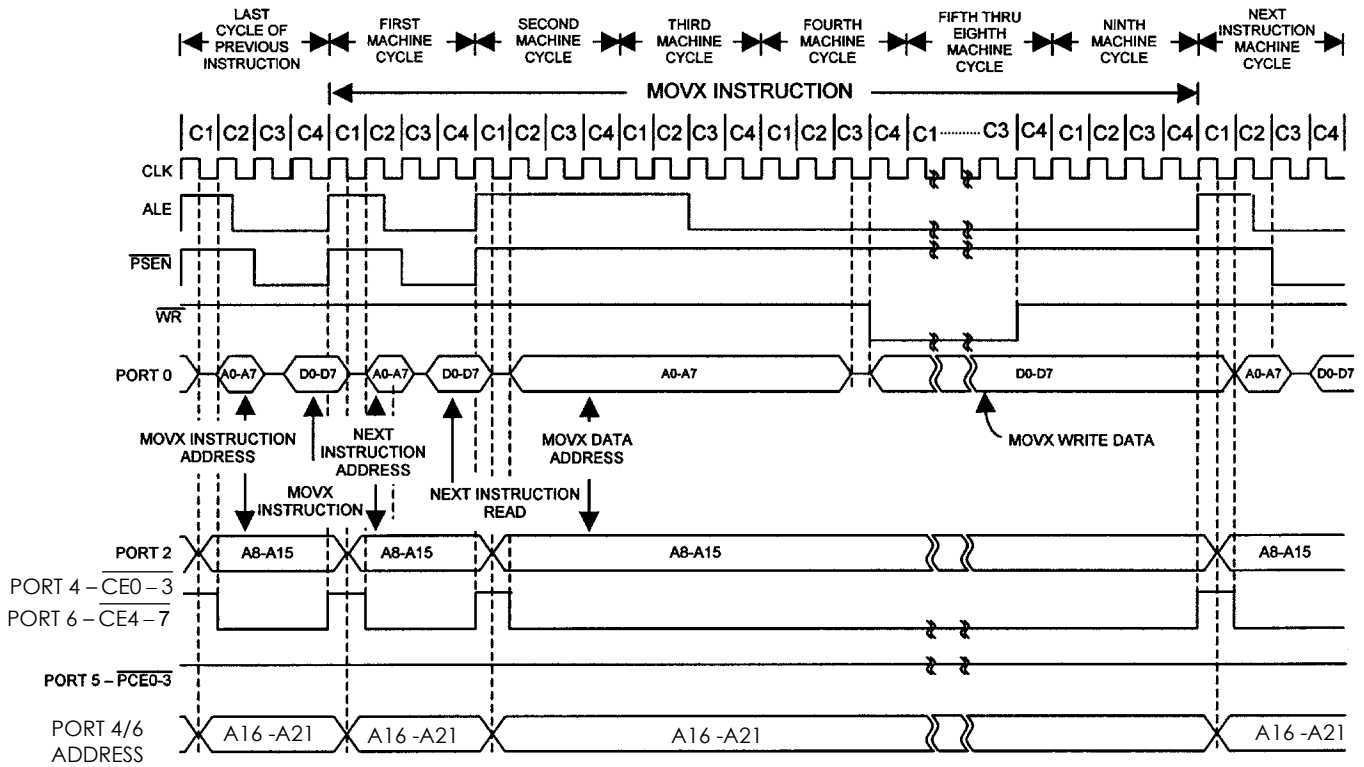 LAST
CYCLE OF
PREVIOUS
INSTRUCTION
FIRST
MACHINE
CYCLE
SECOND
MACHINE
CYCLE
THIRD
MACHINE
CYCLE
FOURTH
MACHINE
CYCLE
FIFTH THRU
EIGHTH
MACHINE
CYCLE
NINTH
MACHINE
CYCLE
NEXT
INSTRUCTION
MACHINE
CYCLE
MOVX INSTRUCTION
C1 C2 C3 C4 C1 C2 C3 C4 C1 C2 C3 C4 C1 C2 C3 C4 C1 C2 C3 C4 C1 .......... C3 C4 C1 C2 C3 C4 C1 C2 C3 C4
CLK
ALE
PSEN
WR
PORT 0 A0-A7 D0-D7 A0-A7 D0-D7 A0-A7 D0-D7 A0-A7 D0-D7
MOVX INSTRUCTION
ADDRESS
NEXT
INSTRUCTION
ADDRESS
MOVX DATA
ADDRESS
MOVX WRITE DATA
MOVX
INSTRUCTION
NEXT INSTRUCTION
READ
PORT 2 A8-A15 A8-A15 A8-A15 A8-A15
PORT 4 – CE0 – 3
PORT 6 – CE4 – 7
PORT 5 – PCE0-3
PORT 4/6
ADDRESS
A16 -A21 A16 -A21 A16 -A21 A16 -A21